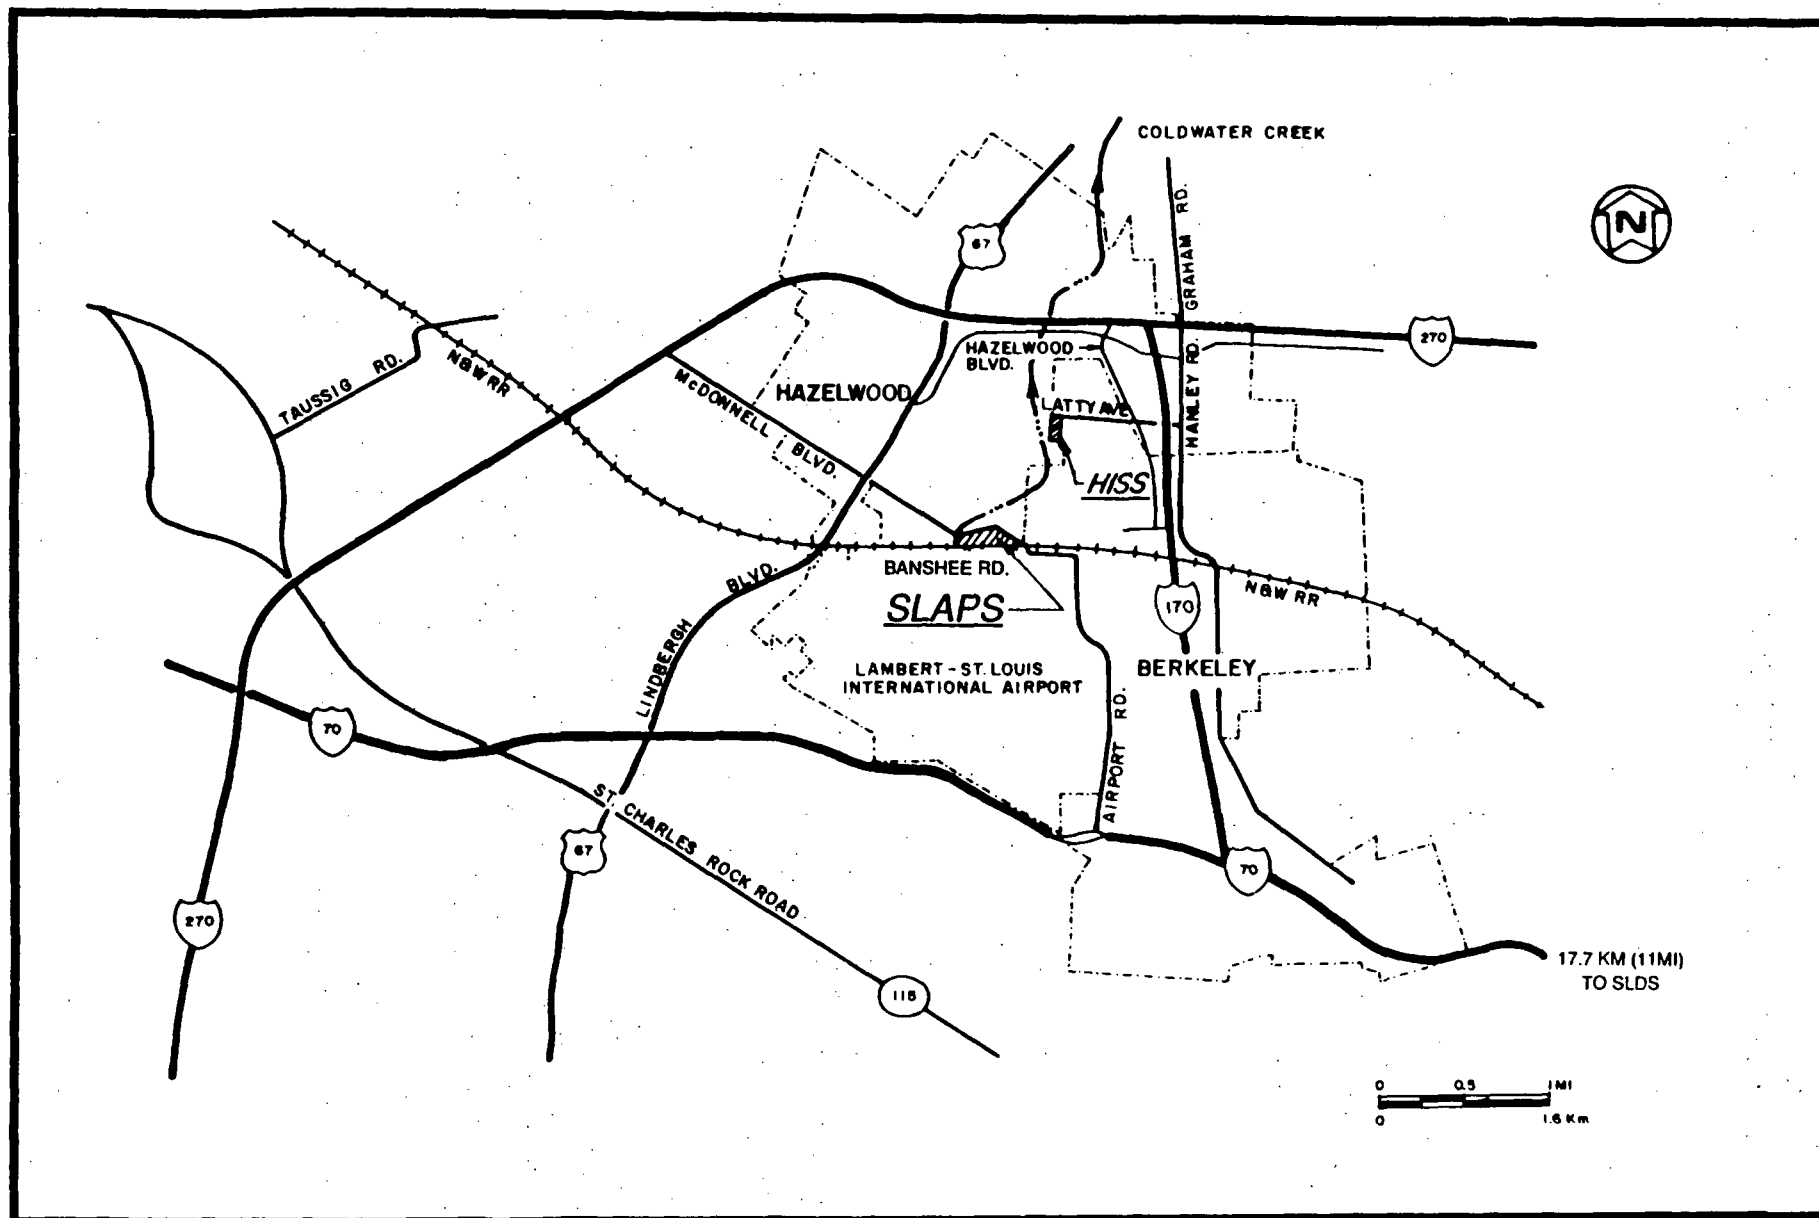 COLDWATER CREEK
N
67
GRAHAM RD.
270
TAUSSIG RD.
N&W RR
McDONNELL BLVD.
HAZELWOOD
HAZELWOOD
BLVD.
LATTY AVE
HANLEY RD.
HISS
BANSHEE RD.
SLAPS
BLVD.
LINDBERGH
170
N&W RR
LAMBERT - ST. LOUIS
INTERNATIONAL AIRPORT
BERKELEY
AIRPORT RD.
70
ST. CHARLES ROCK ROAD
67
70
270
115
17.7 KM (11MI)
TO SLDS
0 0.5 1 MI
0 1.6 Km